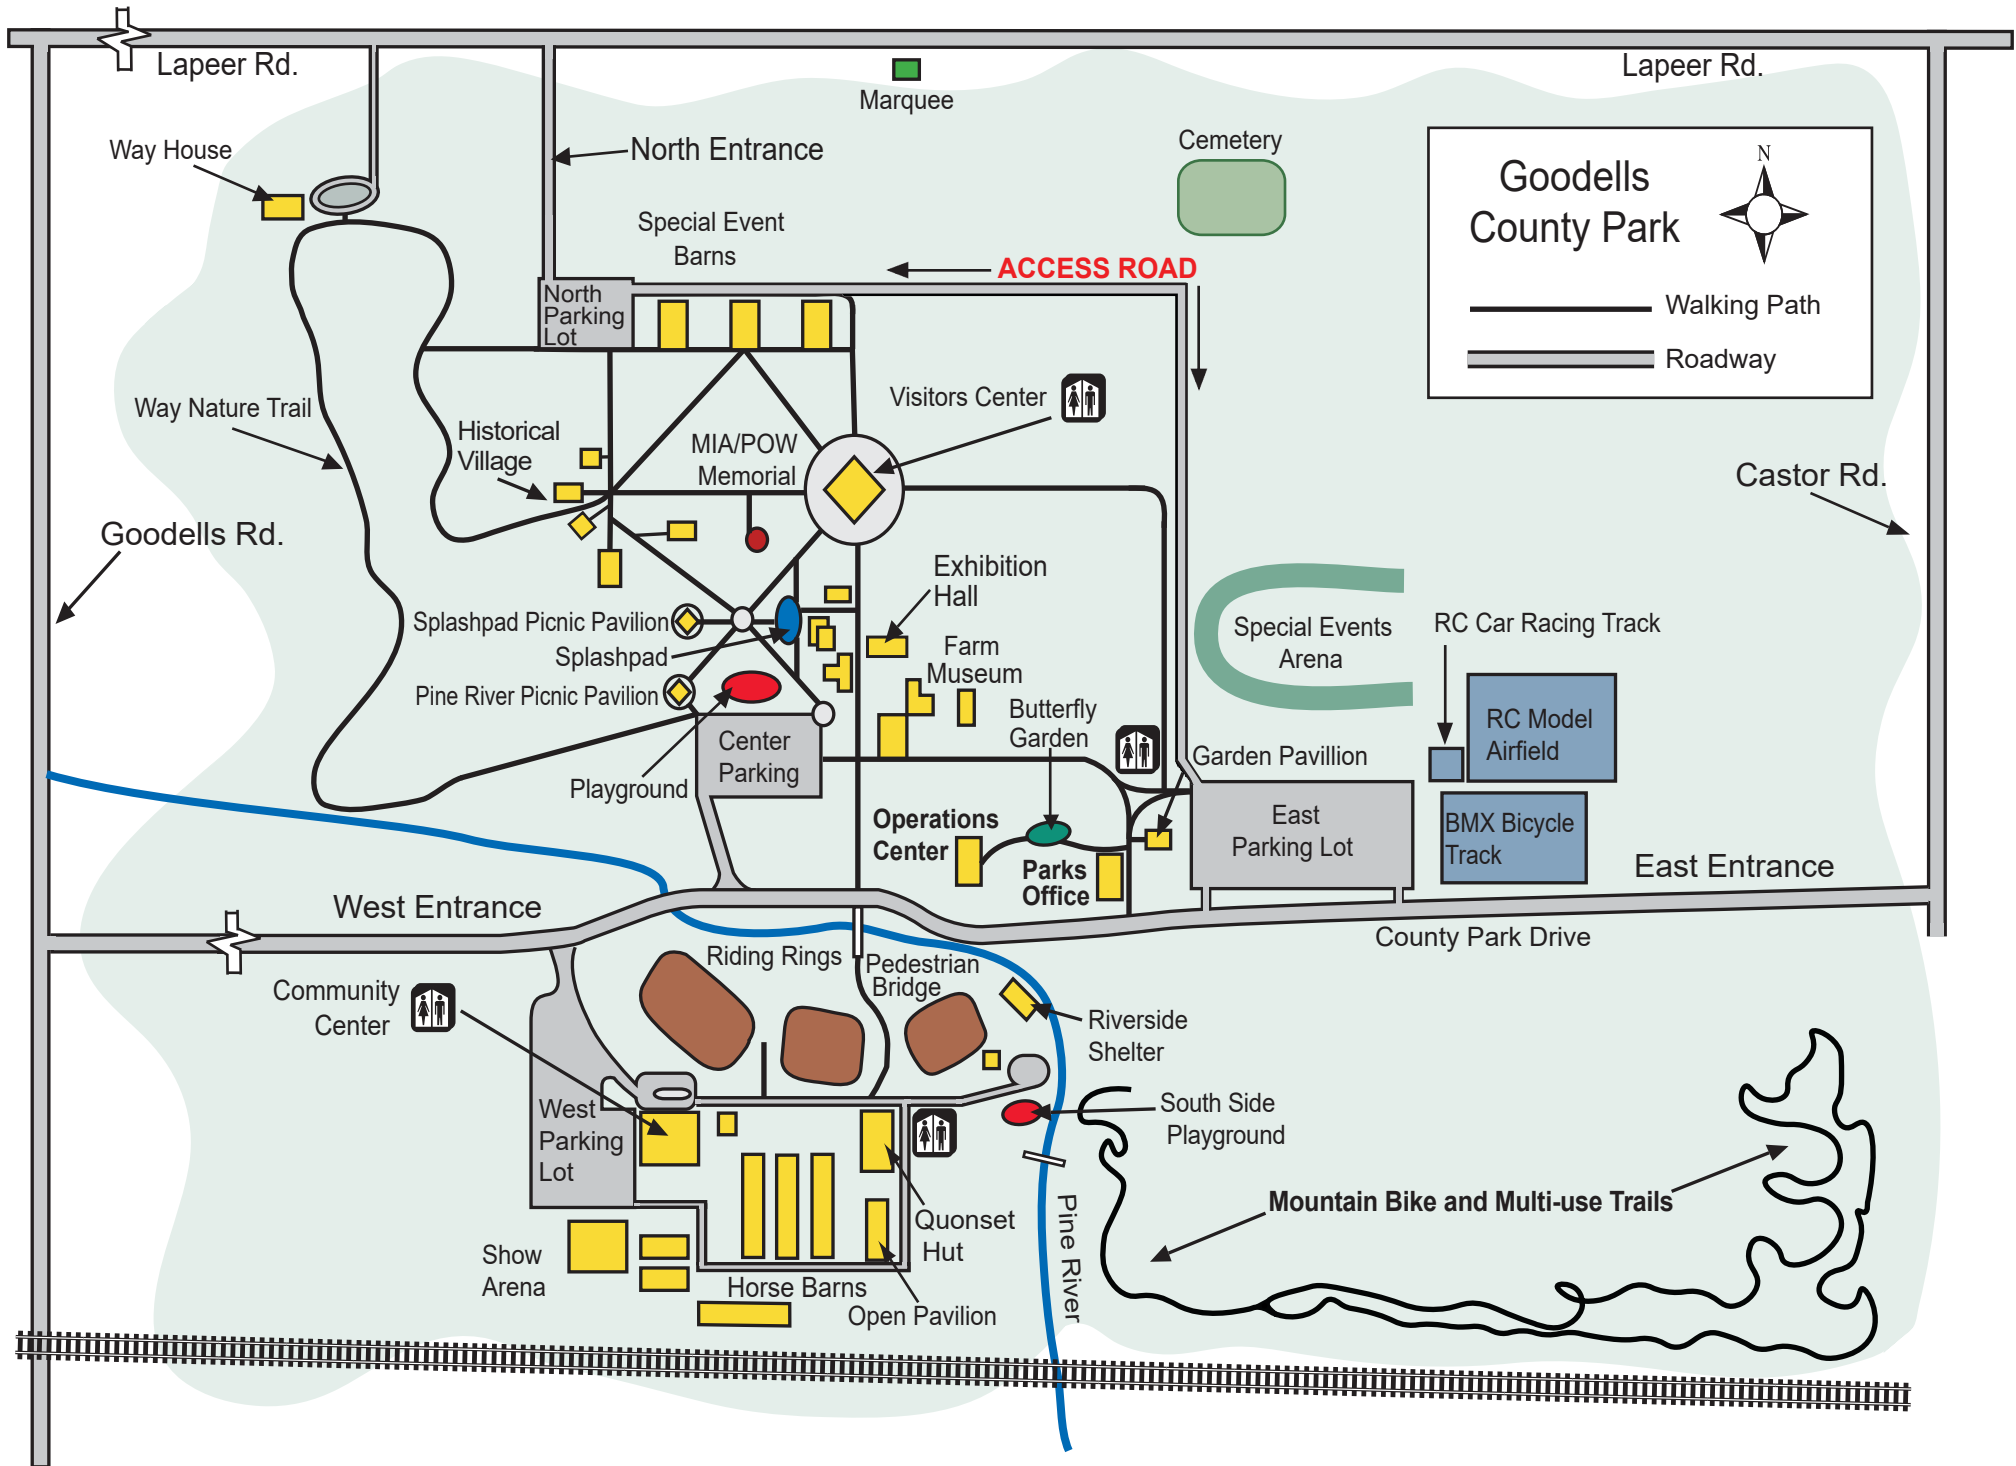 Lapeer Rd.
Lapeer Rd.
Marquee
Way House
North Entrance
Cemetery
N
Goodells
County Park
Walking Path
Roadway
Special Event
Barns
ACCESS ROAD
North
Parking
Lot
Way Nature Trail
Historical
Village
MIA/POW
Memorial
Visitors Center
Castor Rd.
Goodells Rd.
Exhibition
Hall
Splashpad Picnic Pavilion
Splashpad
Pine River Picnic Pavilion
Farm
Museum
Special Events
Arena
RC Car Racing Track
RC Model
Airfield
Butterfly
Garden
Center
Parking
Playground
Garden Pavillion
Operations
Center
Parks
Office
East
Parking Lot
BMX Bicycle
Track
East Entrance
West Entrance
County Park Drive
Riding Rings
Pedestrian
Bridge
Community
Center
Riverside
Shelter
South Side
Playground
West
Parking
Lot
Mountain Bike and Multi-use Trails
Pine River
Quonset
Hut
Show
Arena
Horse Barns
Open Pavilion